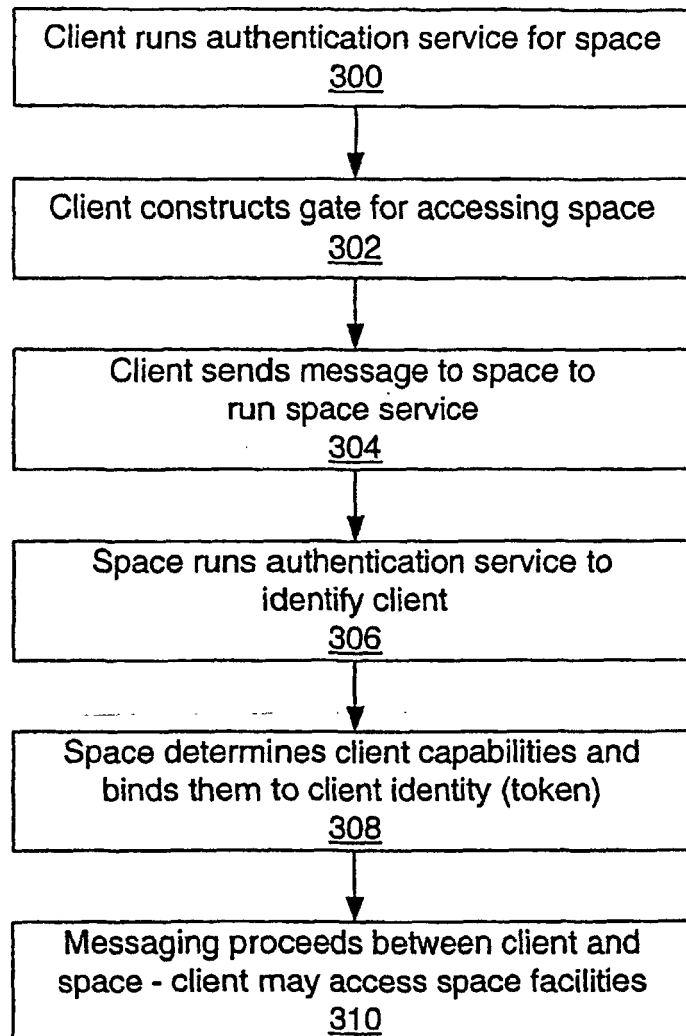 Client runs authentication service for space
300
Client constructs gate for accessing space
302
Client sends message to space to
run space service
304
Space runs authentication service to
identify client
306
Space determines client capabilities and
binds them to client identity (token)
308
Messaging proceeds between client and
space - client may access space facilities
310